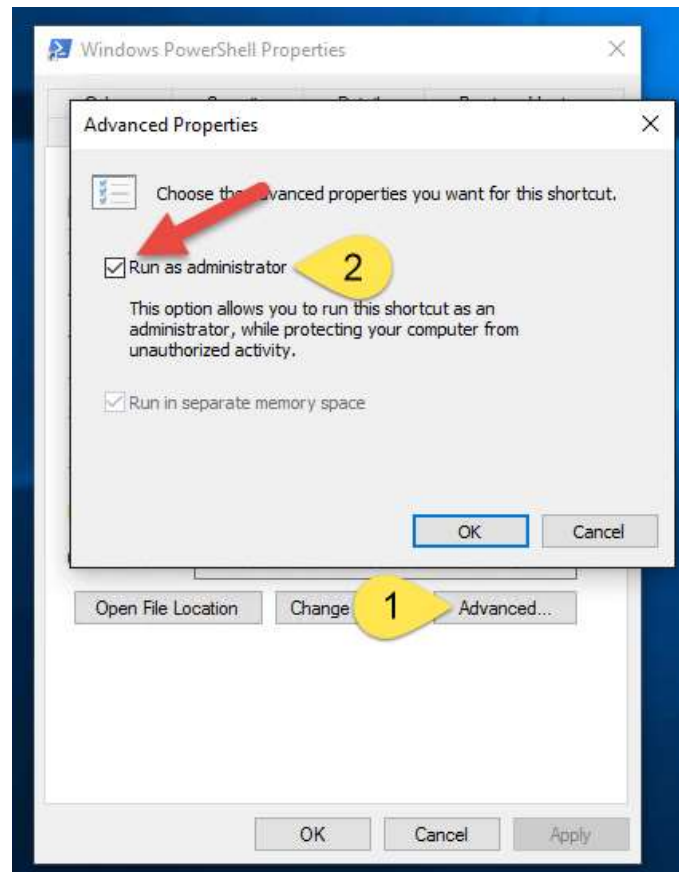 Windows PowerShell Properties
Advanced Properties
Choose the advanced properties you want for this shortcut.
Run as administrator
2
This option allows you to run this shortcut as an
administrator, while protecting your computer from
unauthorized activity.
Run in separate memory space
OK Cancel
Open File Location Change 1 Advanced...
OK Cancel Apply